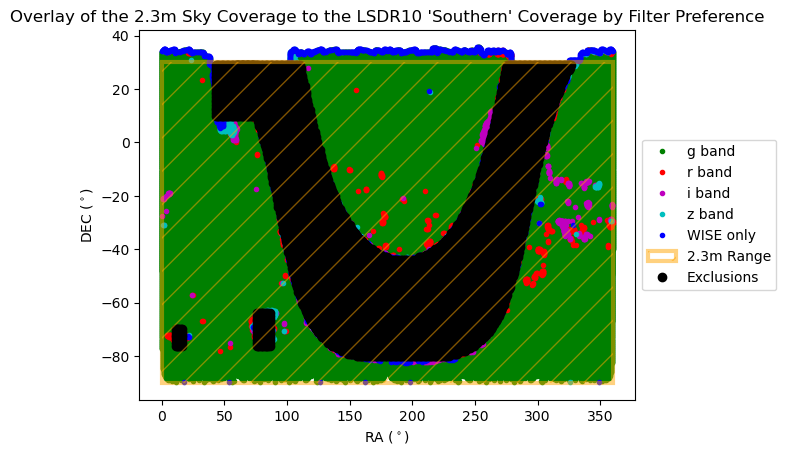 Overlay of the 2.3m Sky Coverage to the LSDR10 'Southern' Coverage by Filter Preference
40
20
0
−20
−40
−60
−80
DEC (°)
0
50
100
150
200
250
300
350
RA (°)
g band
r band
i band
z band
WISE only
2.3m Range
Exclusions